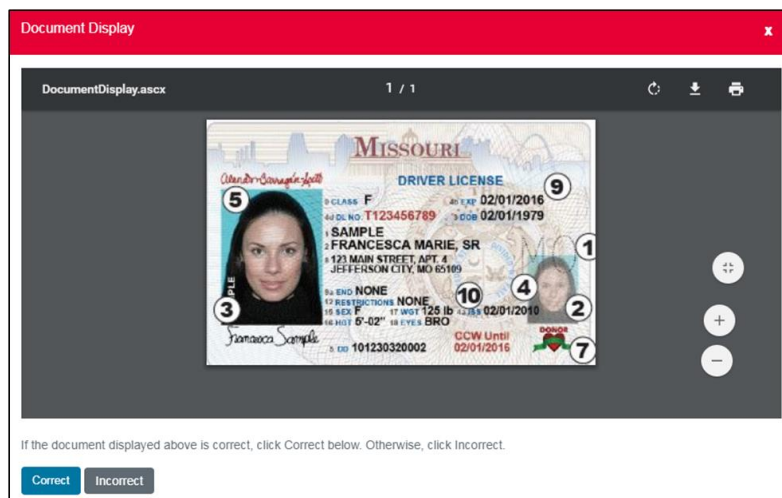 Document Display
x
DocumentDisplay.ascx
1 / 1
MISSOURI
DRIVER LICENSE
9
5
9 CLASS F
4b EXP 02/01/2016
4d DL NO. T123456789
3 DOB 02/01/1979
1 SAMPLE
2 FRANCESCA MARIE, SR
8 123 MAIN STREET, APT. 4
JEFFERSON CITY, MO 65109
MO
1
9a END NONE
12 RESTRICTIONS NONE
10
4
15 SEX F
17 WGT 125 lb
4a ISS 02/01/2010
16 HGT 5'-02"
18 EYES BRO
3
2
Francesca Sample
5 DD 101230320002
CCW Until
02/01/2016
DONOR
7
If the document displayed above is correct, click Correct below. Otherwise, click Incorrect.
Correct
Incorrect